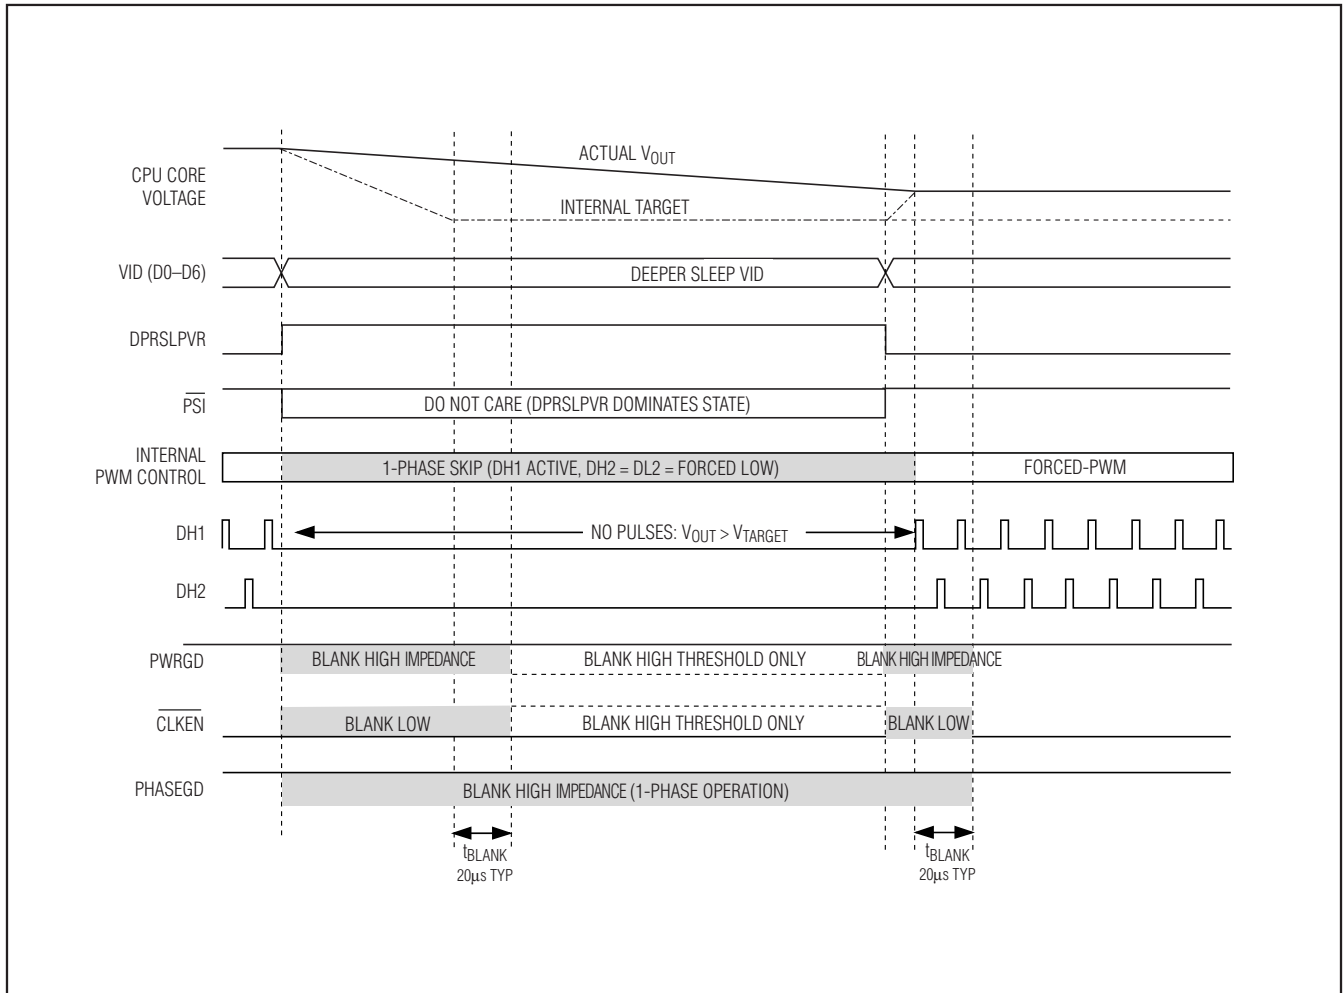 CPU CORE
VOLTAGE
ACTUAL VOUT
INTERNAL TARGET
VID (D0–D6)
DEEPER SLEEP VID
DPRSLPVR
PSI
DO NOT CARE (DPRSLPVR DOMINATES STATE)
INTERNAL
PWM CONTROL
1-PHASE SKIP (DH1 ACTIVE, DH2 = DL2 = FORCED LOW)
FORCED-PWM
DH1
NO PULSES: VOUT > VTARGET
DH2
PWRGD
BLANK HIGH IMPEDANCE
BLANK HIGH THRESHOLD ONLY
BLANK HIGH IMPEDANCE
CLKEN
BLANK LOW
BLANK HIGH THRESHOLD ONLY
BLANK LOW
PHASEGD
BLANK HIGH IMPEDANCE (1-PHASE OPERATION)
tBLANK
20µs TYP
tBLANK
20µs TYP